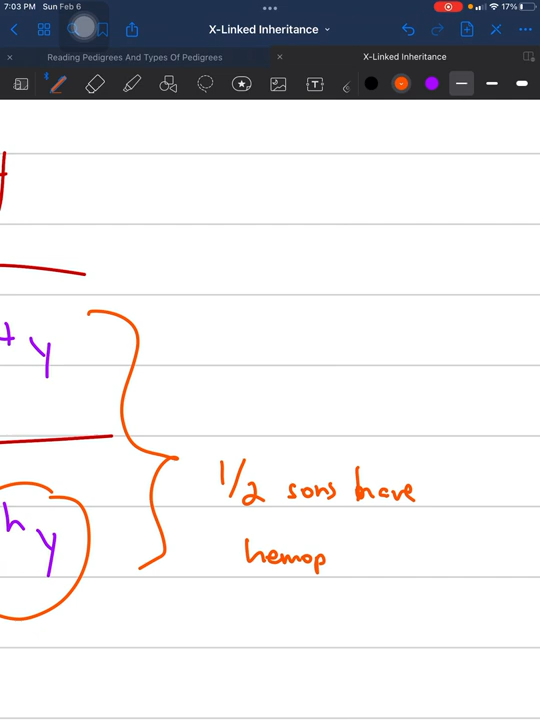 7:03 PM Sun Feb 6
17%
X-Linked Inheritance
Reading Pedigrees And Types Of Pedigrees
X-Linked Inheritance
T
+ y
h y
1/2 sons have
hemop